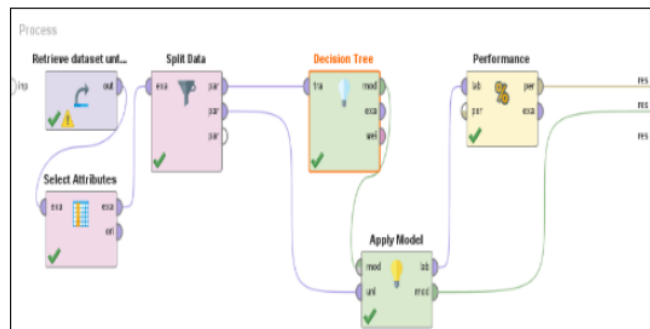 Process
inp
Retrieve dataset unt...
out
Split Data
exa
par
par
par
Decision Tree
tra
mod
exa
wei
Performance
lab
per
per
exa
res
res
res
Select Attributes
exa
exa
ori
Apply Model
mod
lab
unl
mod